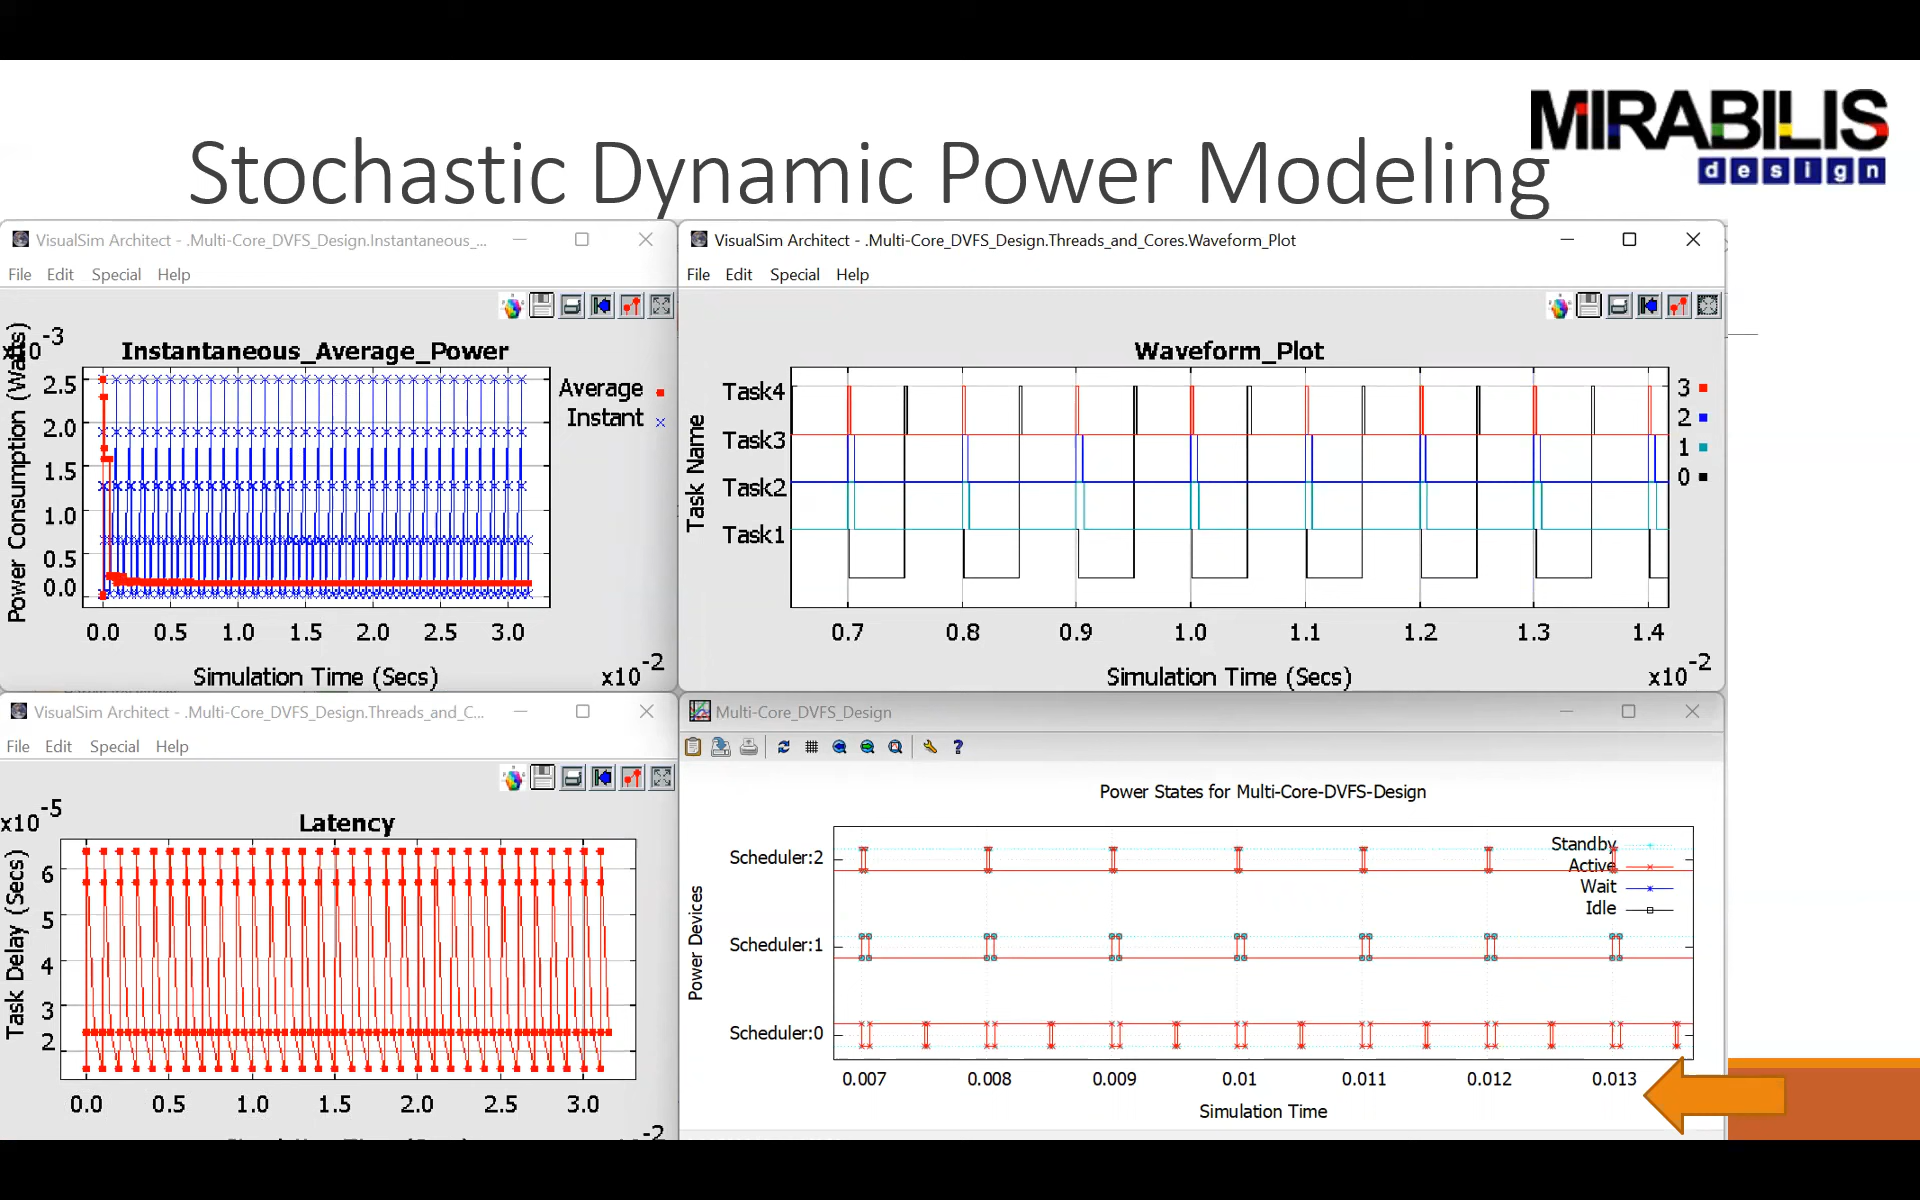 MIRABILIS
design
Stochastic Dynamic Power Modeling
VisualSim Architect - .Multi-Core_DVFS_Design.Instantaneous_...
File Edit Special Help
x10 -3
Instantaneous_Average_Power
Power Consumption (Watts)
2.5
2.0
1.5
1.0
0.5
0.0
Average
Instant
0.0 0.5 1.0 1.5 2.0 2.5 3.0
Simulation Time (Secs) x10 -2
VisualSim Architect - .Multi-Core_DVFS_Design.Threads_and_Cores.Waveform_Plot
File Edit Special Help
Waveform_Plot
Task Name
Task4
Task3
Task2
Task1
3
2
1
0
0.7 0.8 0.9 1.0 1.1 1.2 1.3 1.4
Simulation Time (Secs) x10 -2
VisualSim Architect - .Multi-Core_DVFS_Design.Threads_and_C...
File Edit Special Help
x10 -5
Latency
Task Delay (Secs)
6
5
4
3
2
0.0 0.5 1.0 1.5 2.0 2.5 3.0
-2
Multi-Core_DVFS_Design
?
Power States for Multi-Core-DVFS-Design
Power Devices
Scheduler:2
Scheduler:1
Scheduler:0
Standby
Active
Wait
Idle
0.007 0.008 0.009 0.01 0.011 0.012 0.013
Simulation Time